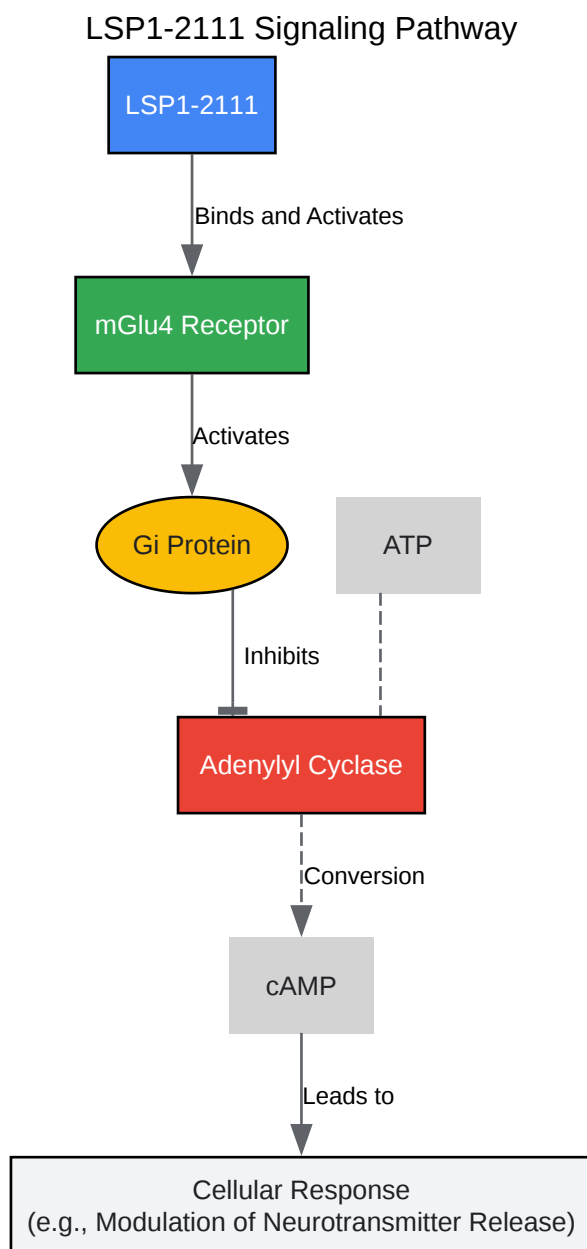 LSP1-2111 Signaling Pathway
LSP1-2111
Binds and Activates
mGlu4 Receptor
Activates
Gi Protein
ATP
Inhibits
Adenylyl Cyclase
Conversion
cAMP
Leads to
Cellular Response
(e.g., Modulation of Neurotransmitter Release)